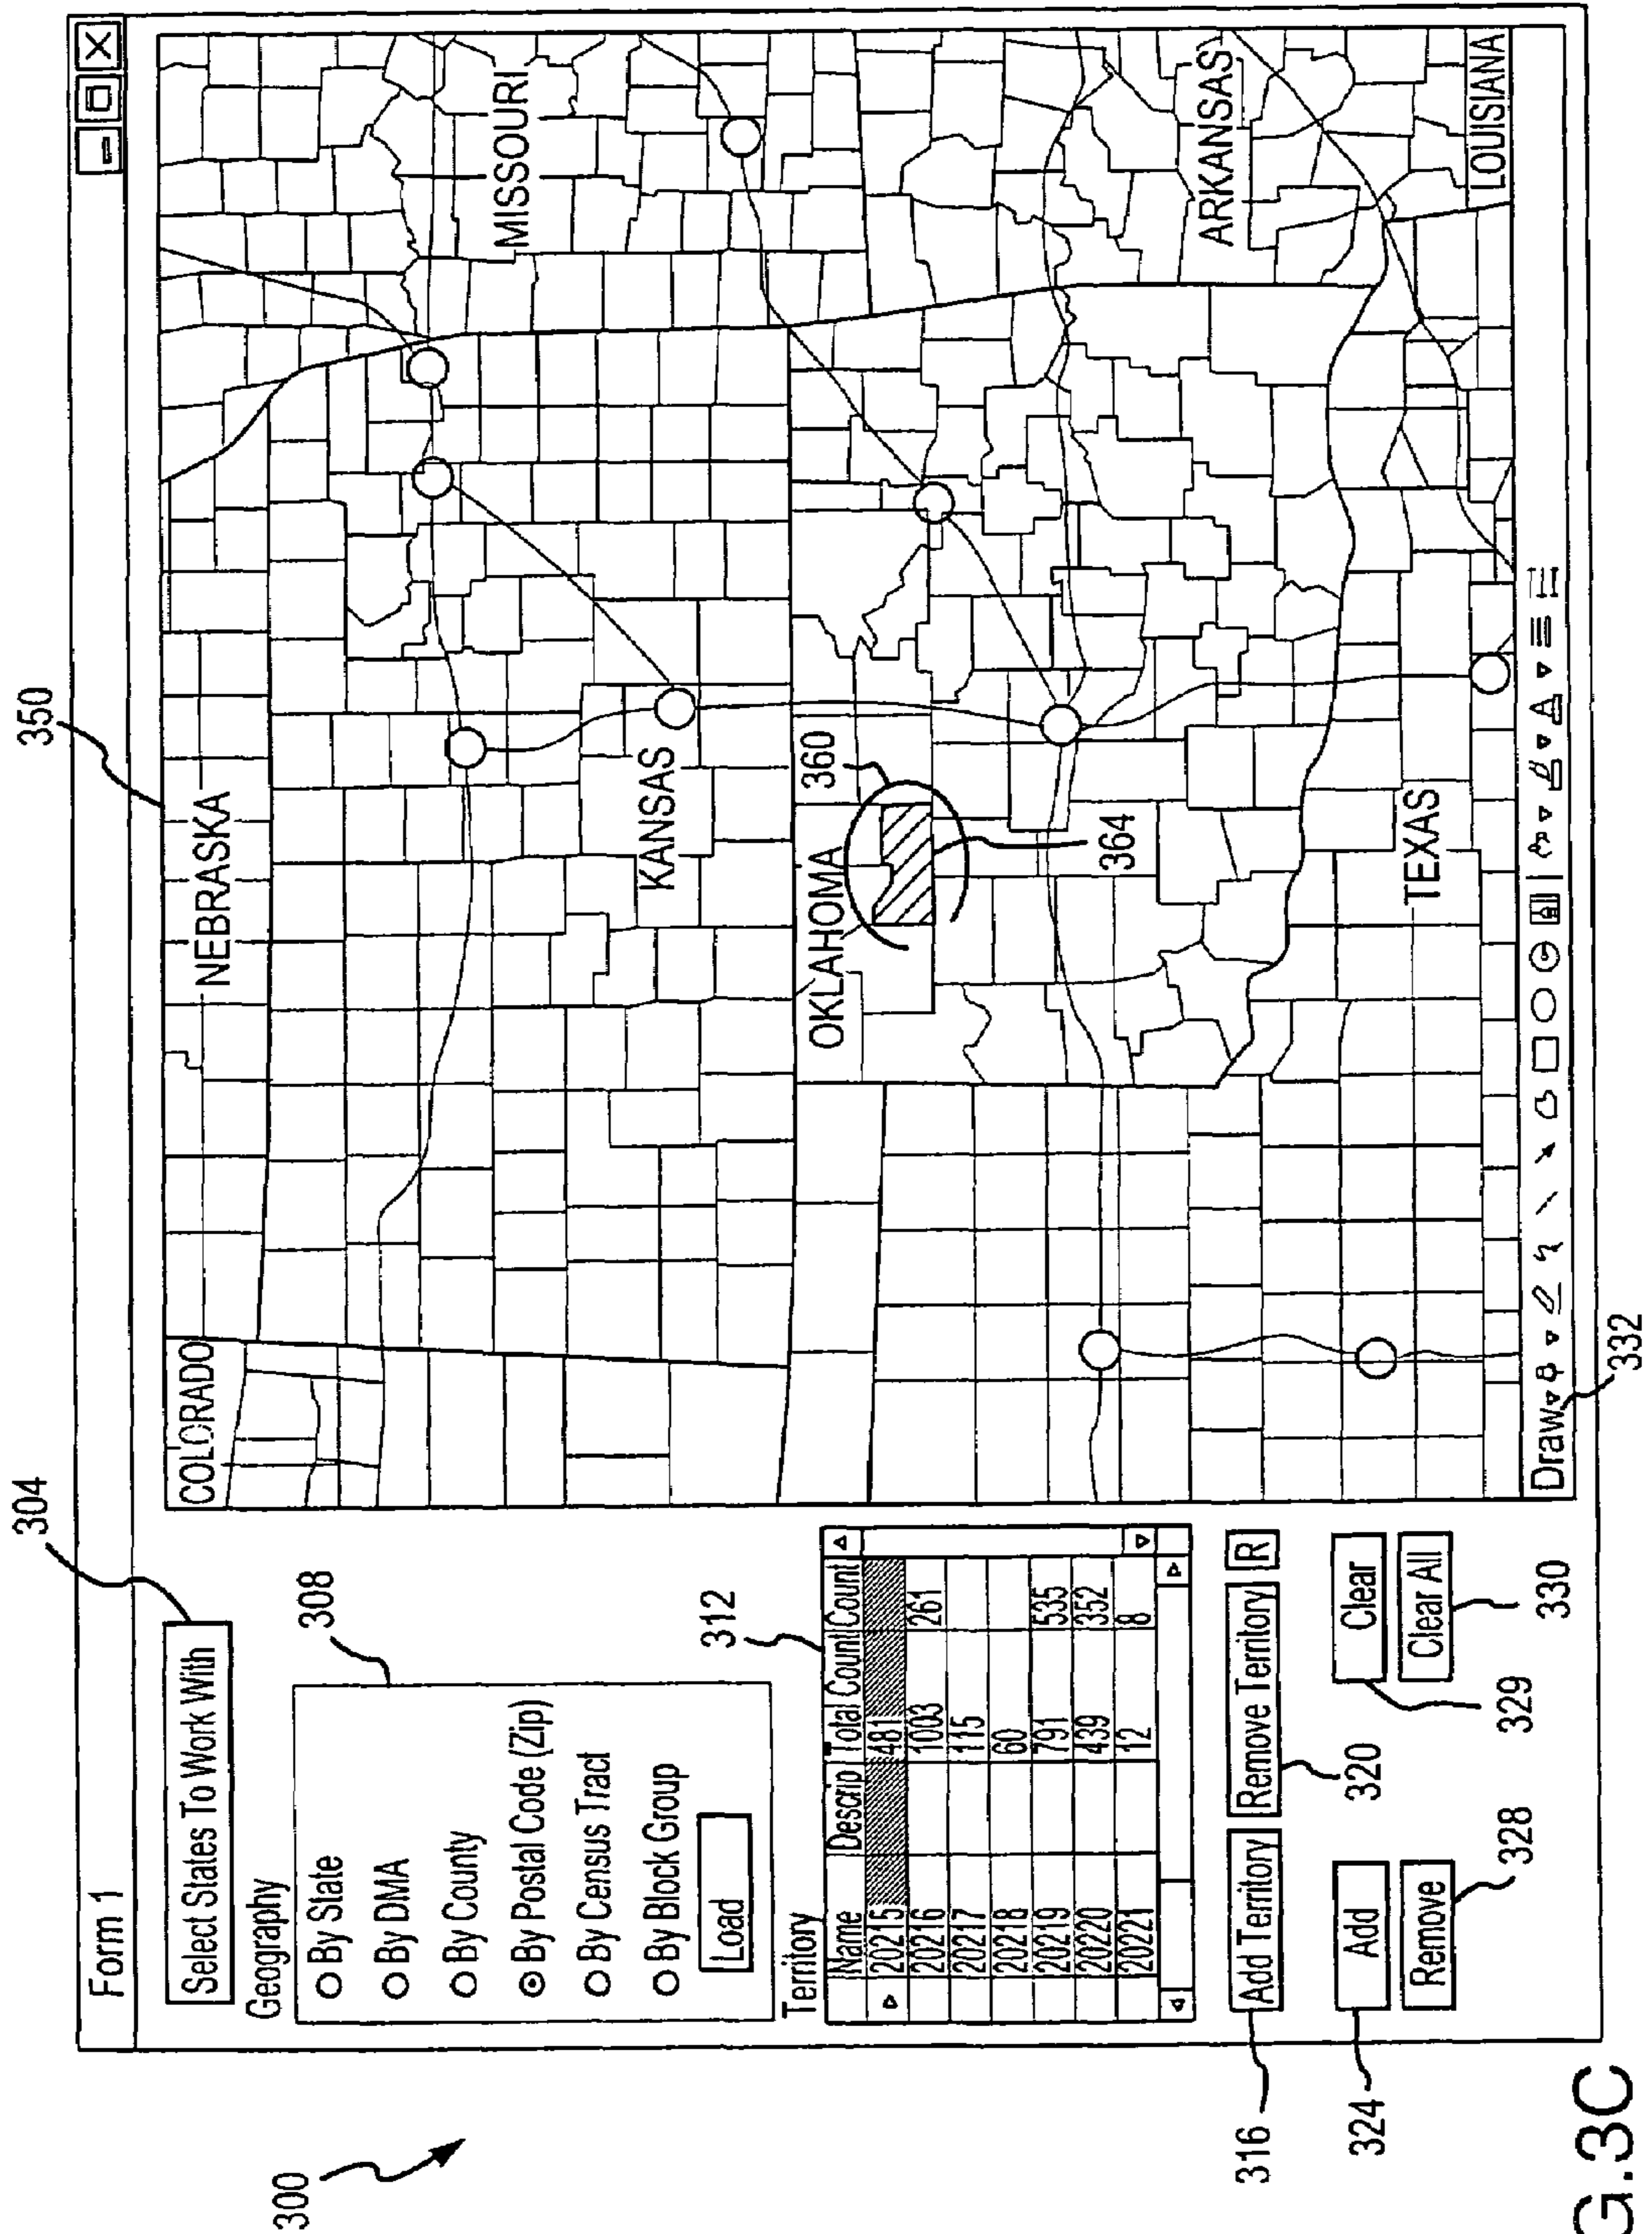 300
Form 1
304
Select States To Work With
350
Geography
308
By State
By DMA
By County
By Postal Code (Zip)
By Census Tract
By Block Group
Load
Territory
312
Name Descrip Total Count Count
20215 481
20216 1003 261
20217 115
20218 60
20219 791 535
20220 439 352
20221 12 8
316
Add Territory
Remove Territory
R
320
324
Add
Clear
Remove
Clear All
328
329
330
COLORADO
NEBRASKA
MISSOURI
KANSAS
OKLAHOMA
360
364
ARKANSAS
TEXAS
LOUISIANA
Draw
332
G.3C